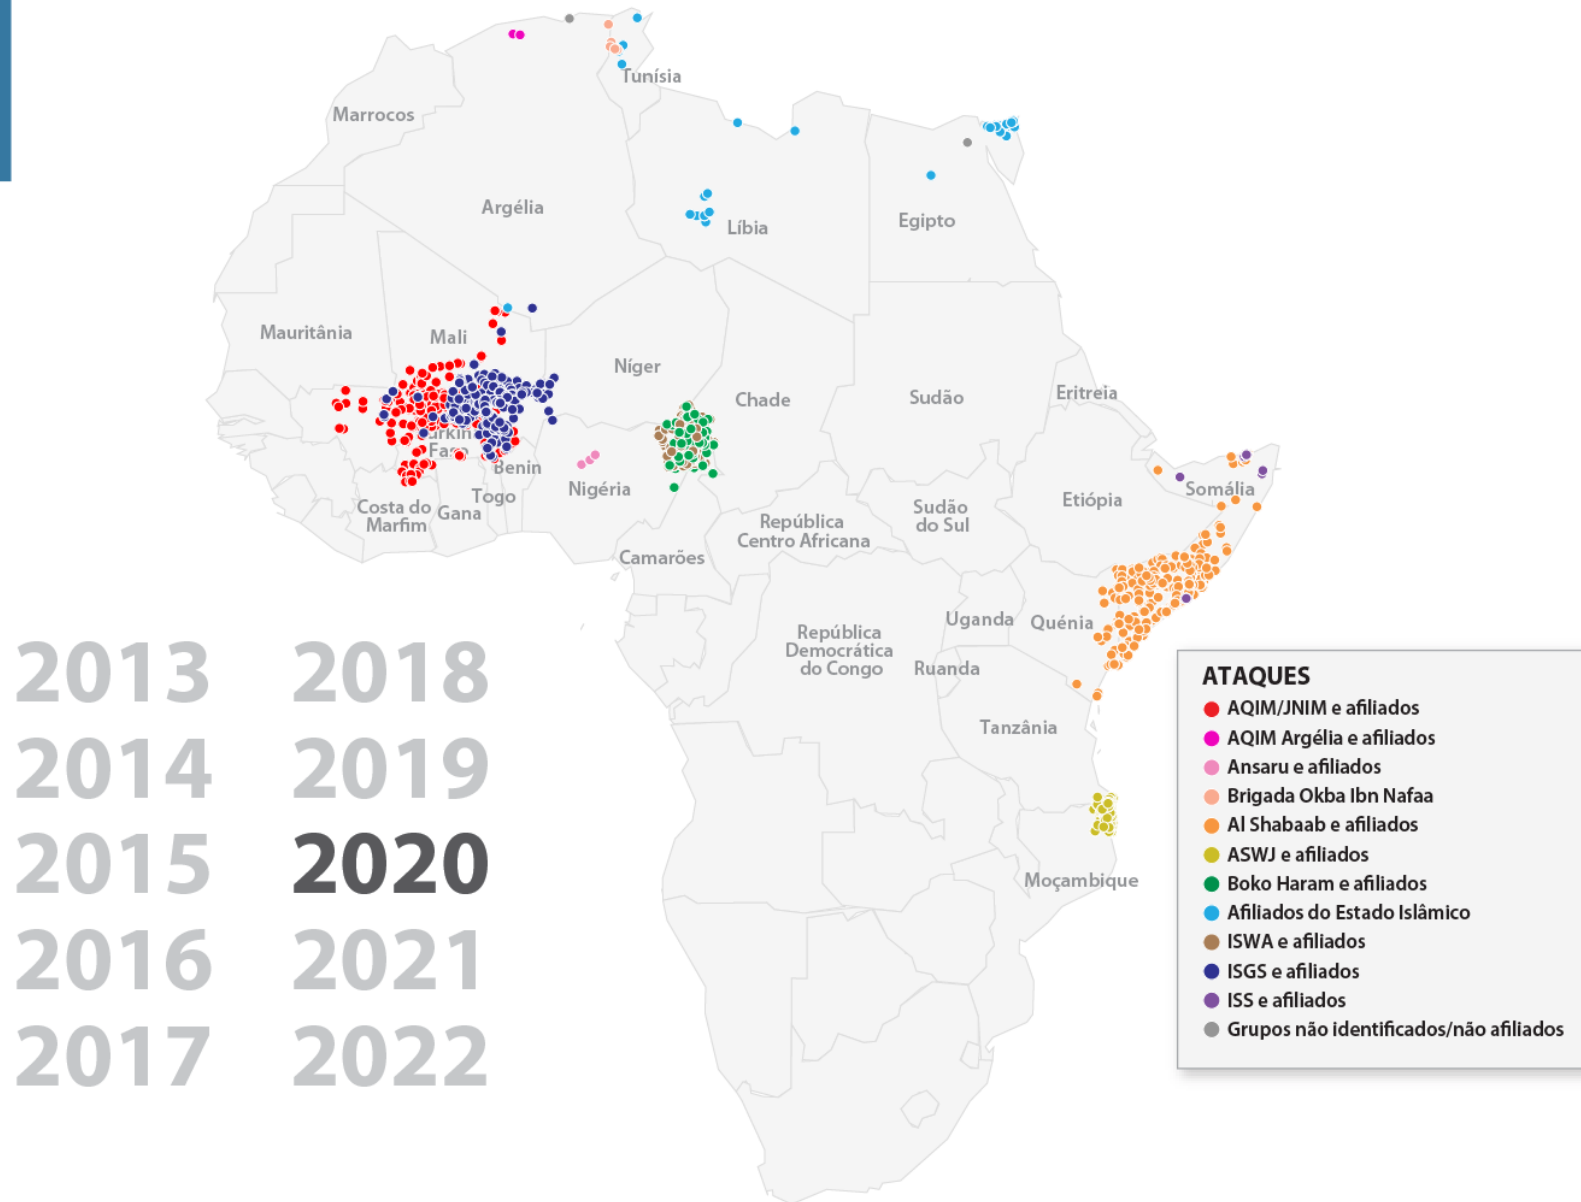 Tunísia
Marrocos
Argélia
Líbia
Egipto
Mauritânia
Mali
Níger
Chade
Sudão
Eritreia
Faso
Benin
Nigéria
Togo
Costa do
Marfim
Gana
Camarões
República
Centro Africana
Sudão
do Sul
Etiópia
Somália
Uganda
Quénia
República
Democrática
do Congo
Ruanda
Tanzânia
Moçambique
2013
2014
2015
2016
2017
2018
2019
2020
2021
2022
ATAQUES
AQIM/JNIM e afiliados
AQIM Argélia e afiliados
Ansaru e afiliados
Brigada Okba Ibn Nafaa
Al Shabaab e afiliados
ASWJ e afiliados
Boko Haram e afiliados
Afiliados do Estado Islâmico
ISWA e afiliados
ISGS e afiliados
ISS e afiliados
Grupos não identificados/não afiliados